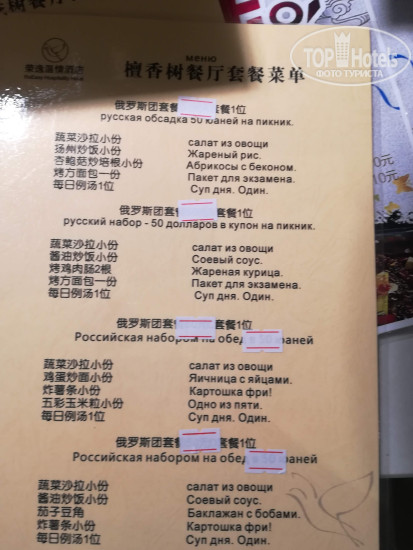 меню
檀香树餐厅套餐菜单
TOP Hotels
ФОТО ТУРИСТА
俄罗斯团套 套餐1位
русская обсадка 50 юаней на пикник.
蔬菜沙拉小份 салат из овощи
扬州炒饭小份 Жареный рис.
杏鲍菇炒培根小份 Абрикосы с беконом.
烤方面包一份 Пакет для экзамена.
每日例汤1位 Суп дня. Один.
俄罗斯团套餐 套餐1位
русский набор - 50 долларов в купон на пикник.
蔬菜沙拉小份 салат из овощи
酱油炒饭小份 Соевый соус.
烤鸡肉肠2根 Жареная курица.
烤方面包一份 Пакет для экзамена.
每日例汤1位 Суп дня. Один.
俄罗斯团套餐 套餐1位
Российская набором на обед юаней
蔬菜沙拉小份 салат из овощи
鸡蛋炒面小份 Яичница с яйцами.
炸薯条小份 Картошка фри!
五彩玉米粒小份 Одно из пяти.
每日例汤1位 Суп дня. Один.
俄罗斯团套餐 套餐1位
Российская набором на обед юаней
蔬菜沙拉小份 салат из овощи
酱油炒饭小份 Соевый соус.
茄子豆角 Баклажан с бобами.
炸薯条小份 Картошка фри!
每日例汤1位 Суп дня. Один.